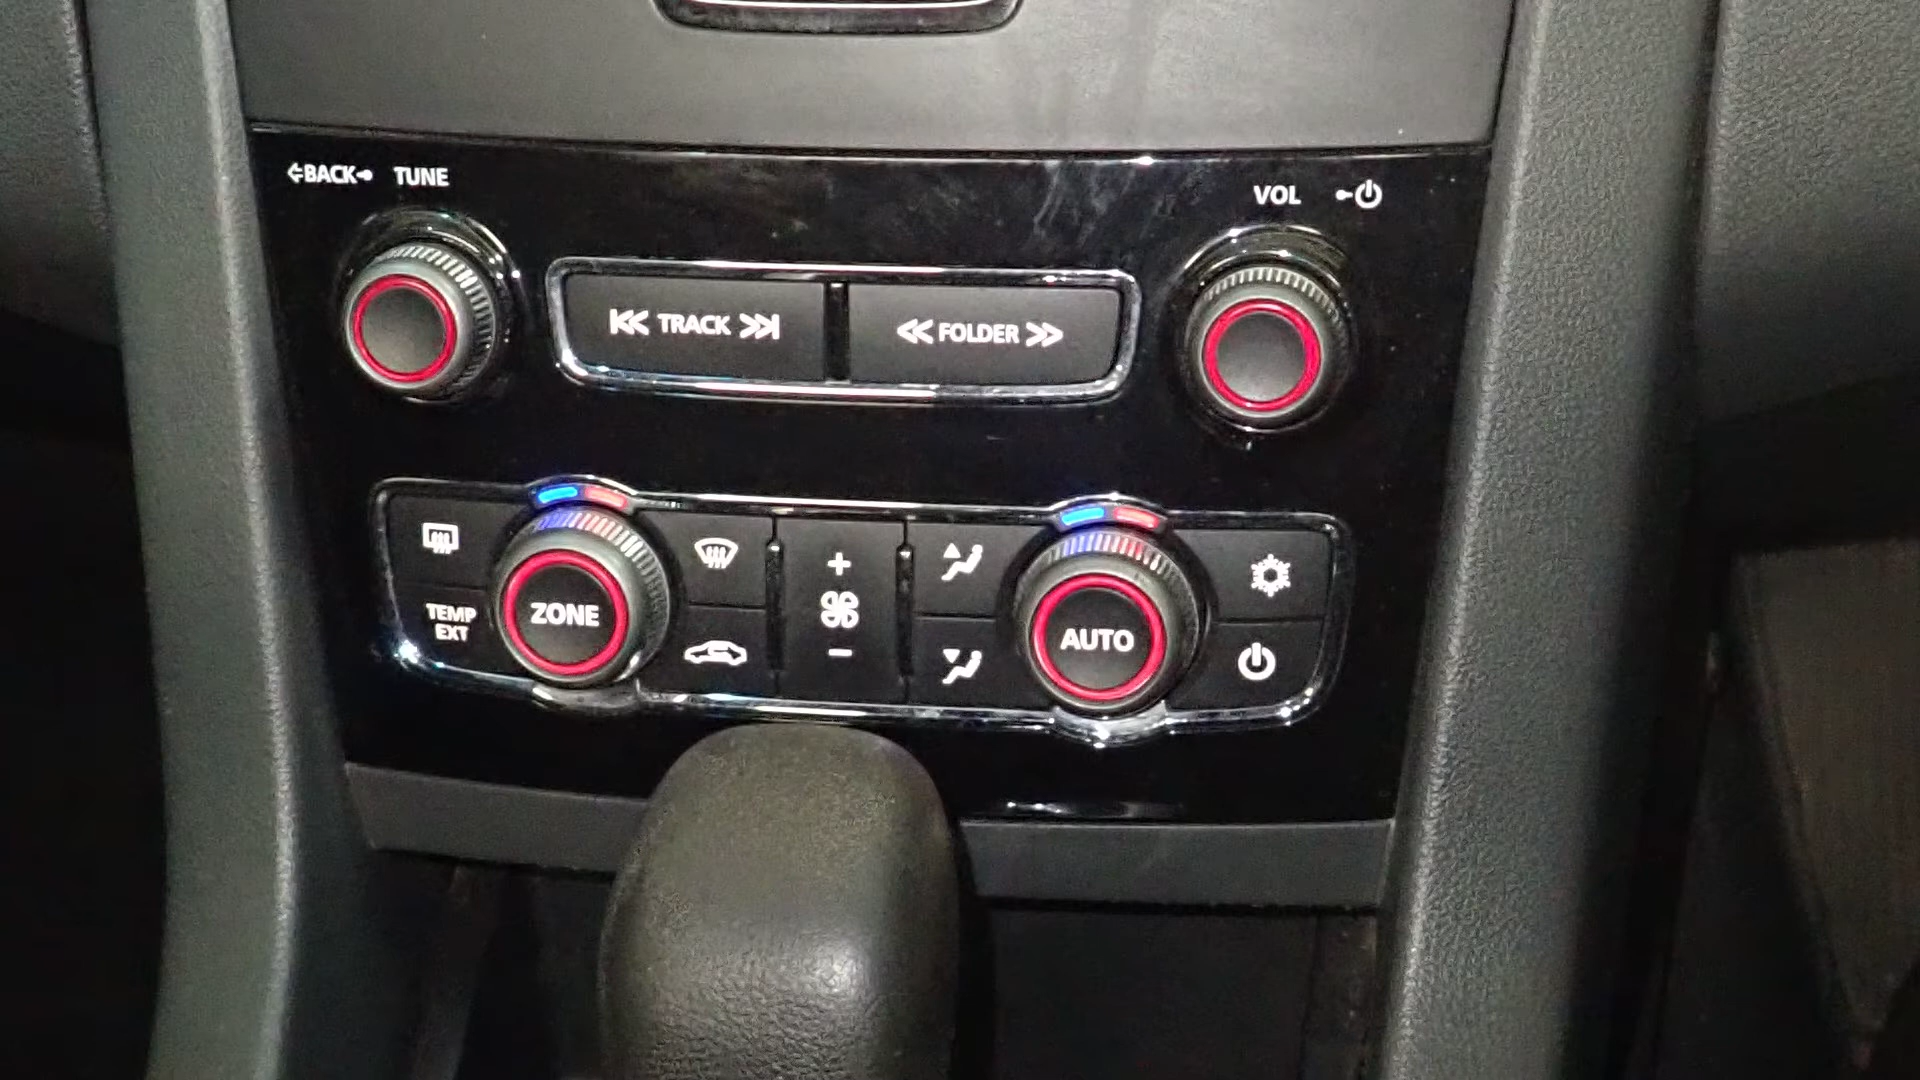 BACK TUNE
VOL
TRACK
FOLDER
TEMP
EXT
ZONE
+
-
AUTO